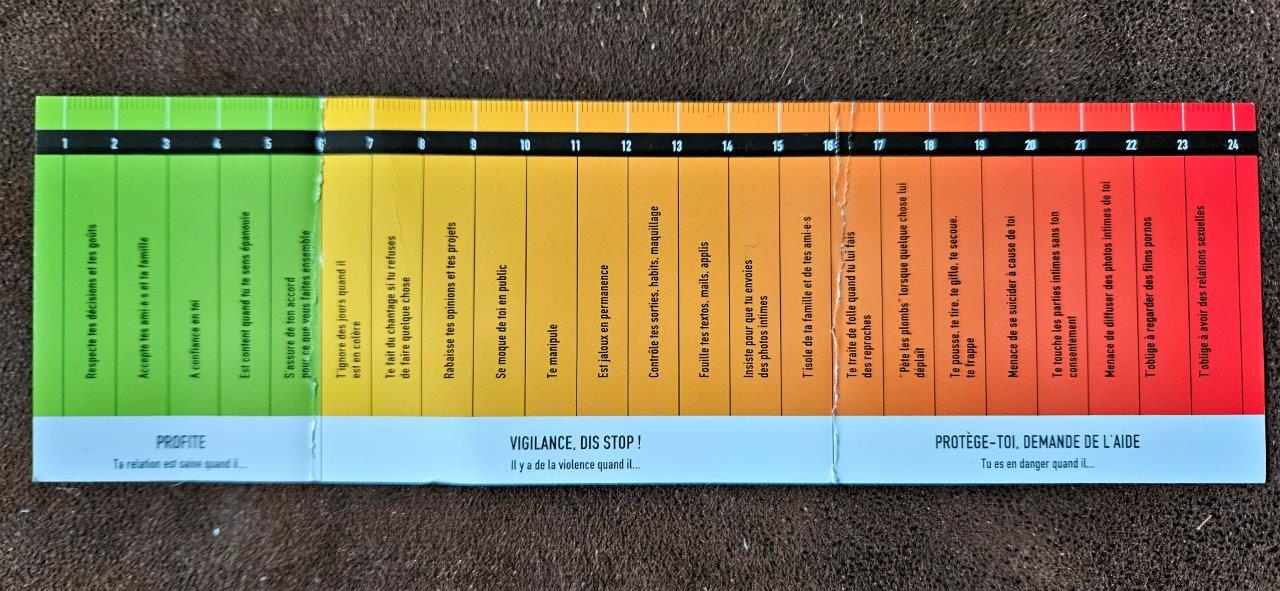 1 2 3 4 5 6 7 8 9 10 11 12 13 14 15 16 17 18 19 20 21 22 23 24
Respecte tes décisions et tes goûts
Accepte tes ami·e·s et ta famille
A confiance en toi
Est content quand tu te sens épanouie
S'assure de ton accord
pour ce que vous faites ensemble
T'ignore des jours quand il
est en colère
Te fait du chantage si tu refuses
de faire quelque chose
Rabaisse tes opinions et tes projets
Se moque de toi en public
Te manipule
Est jaloux en permanence
Contrôle tes sorties, habits, maquillage
Fouille tes textos, mails, applis
Insiste pour que tu envoies
des photos intimes
T'isole de ta famille et de tes ami·e·s
Te traite de folle quand tu lui fais
des reproches
"Pète les plombs" lorsque quelque chose lui
déplaît
Te pousse, te tire, te gifle, te secoue,
te frappe
Menace de se suicider à cause de toi
Te touche les parties intimes sans ton
consentement
Menace de diffuser des photos intimes de toi
T'oblige à regarder des films pornos
T'oblige à avoir des relations sexuelles
PROFITE
Ta relation est saine quand il...
VIGILANCE, DIS STOP !
Il y a de la violence quand il...
PROTÈGE-TOI, DEMANDE DE L'AIDE
Tu es en danger quand il...